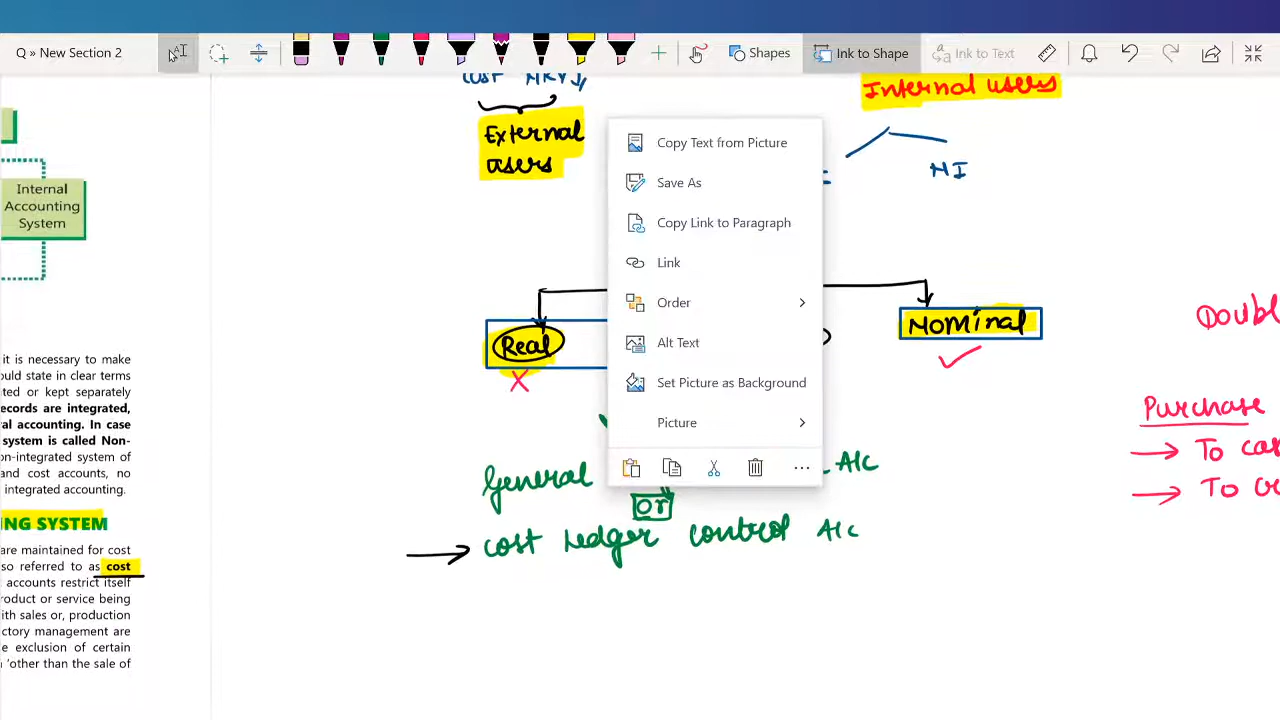 Q » New Section 2
Shapes
Ink to Shape
Ink to Text
cost
Internal users
External
users
NI
Internal
Accounting
System
Copy Text from Picture
Save As
Copy Link to Paragraph
Link
Order
Alt Text
Set Picture as Background
Picture
Real
X
Nominal
Doubl
it is necessary to make
ould state in clear terms
ted or kept separately
ecords are integrated,
al accounting. In case
system is called Non-
on-integrated system of
and cost accounts, no
integrated accounting.
General A/C
or
Cost Ledger control A/C
Purchase
→ To
→ To
NG SYSTEM
are maintained for cost
so referred to as cost
accounts restrict itself
roduct or service being
ith sales or, production
ctory management are
e exclusion of certain
'other than the sale of